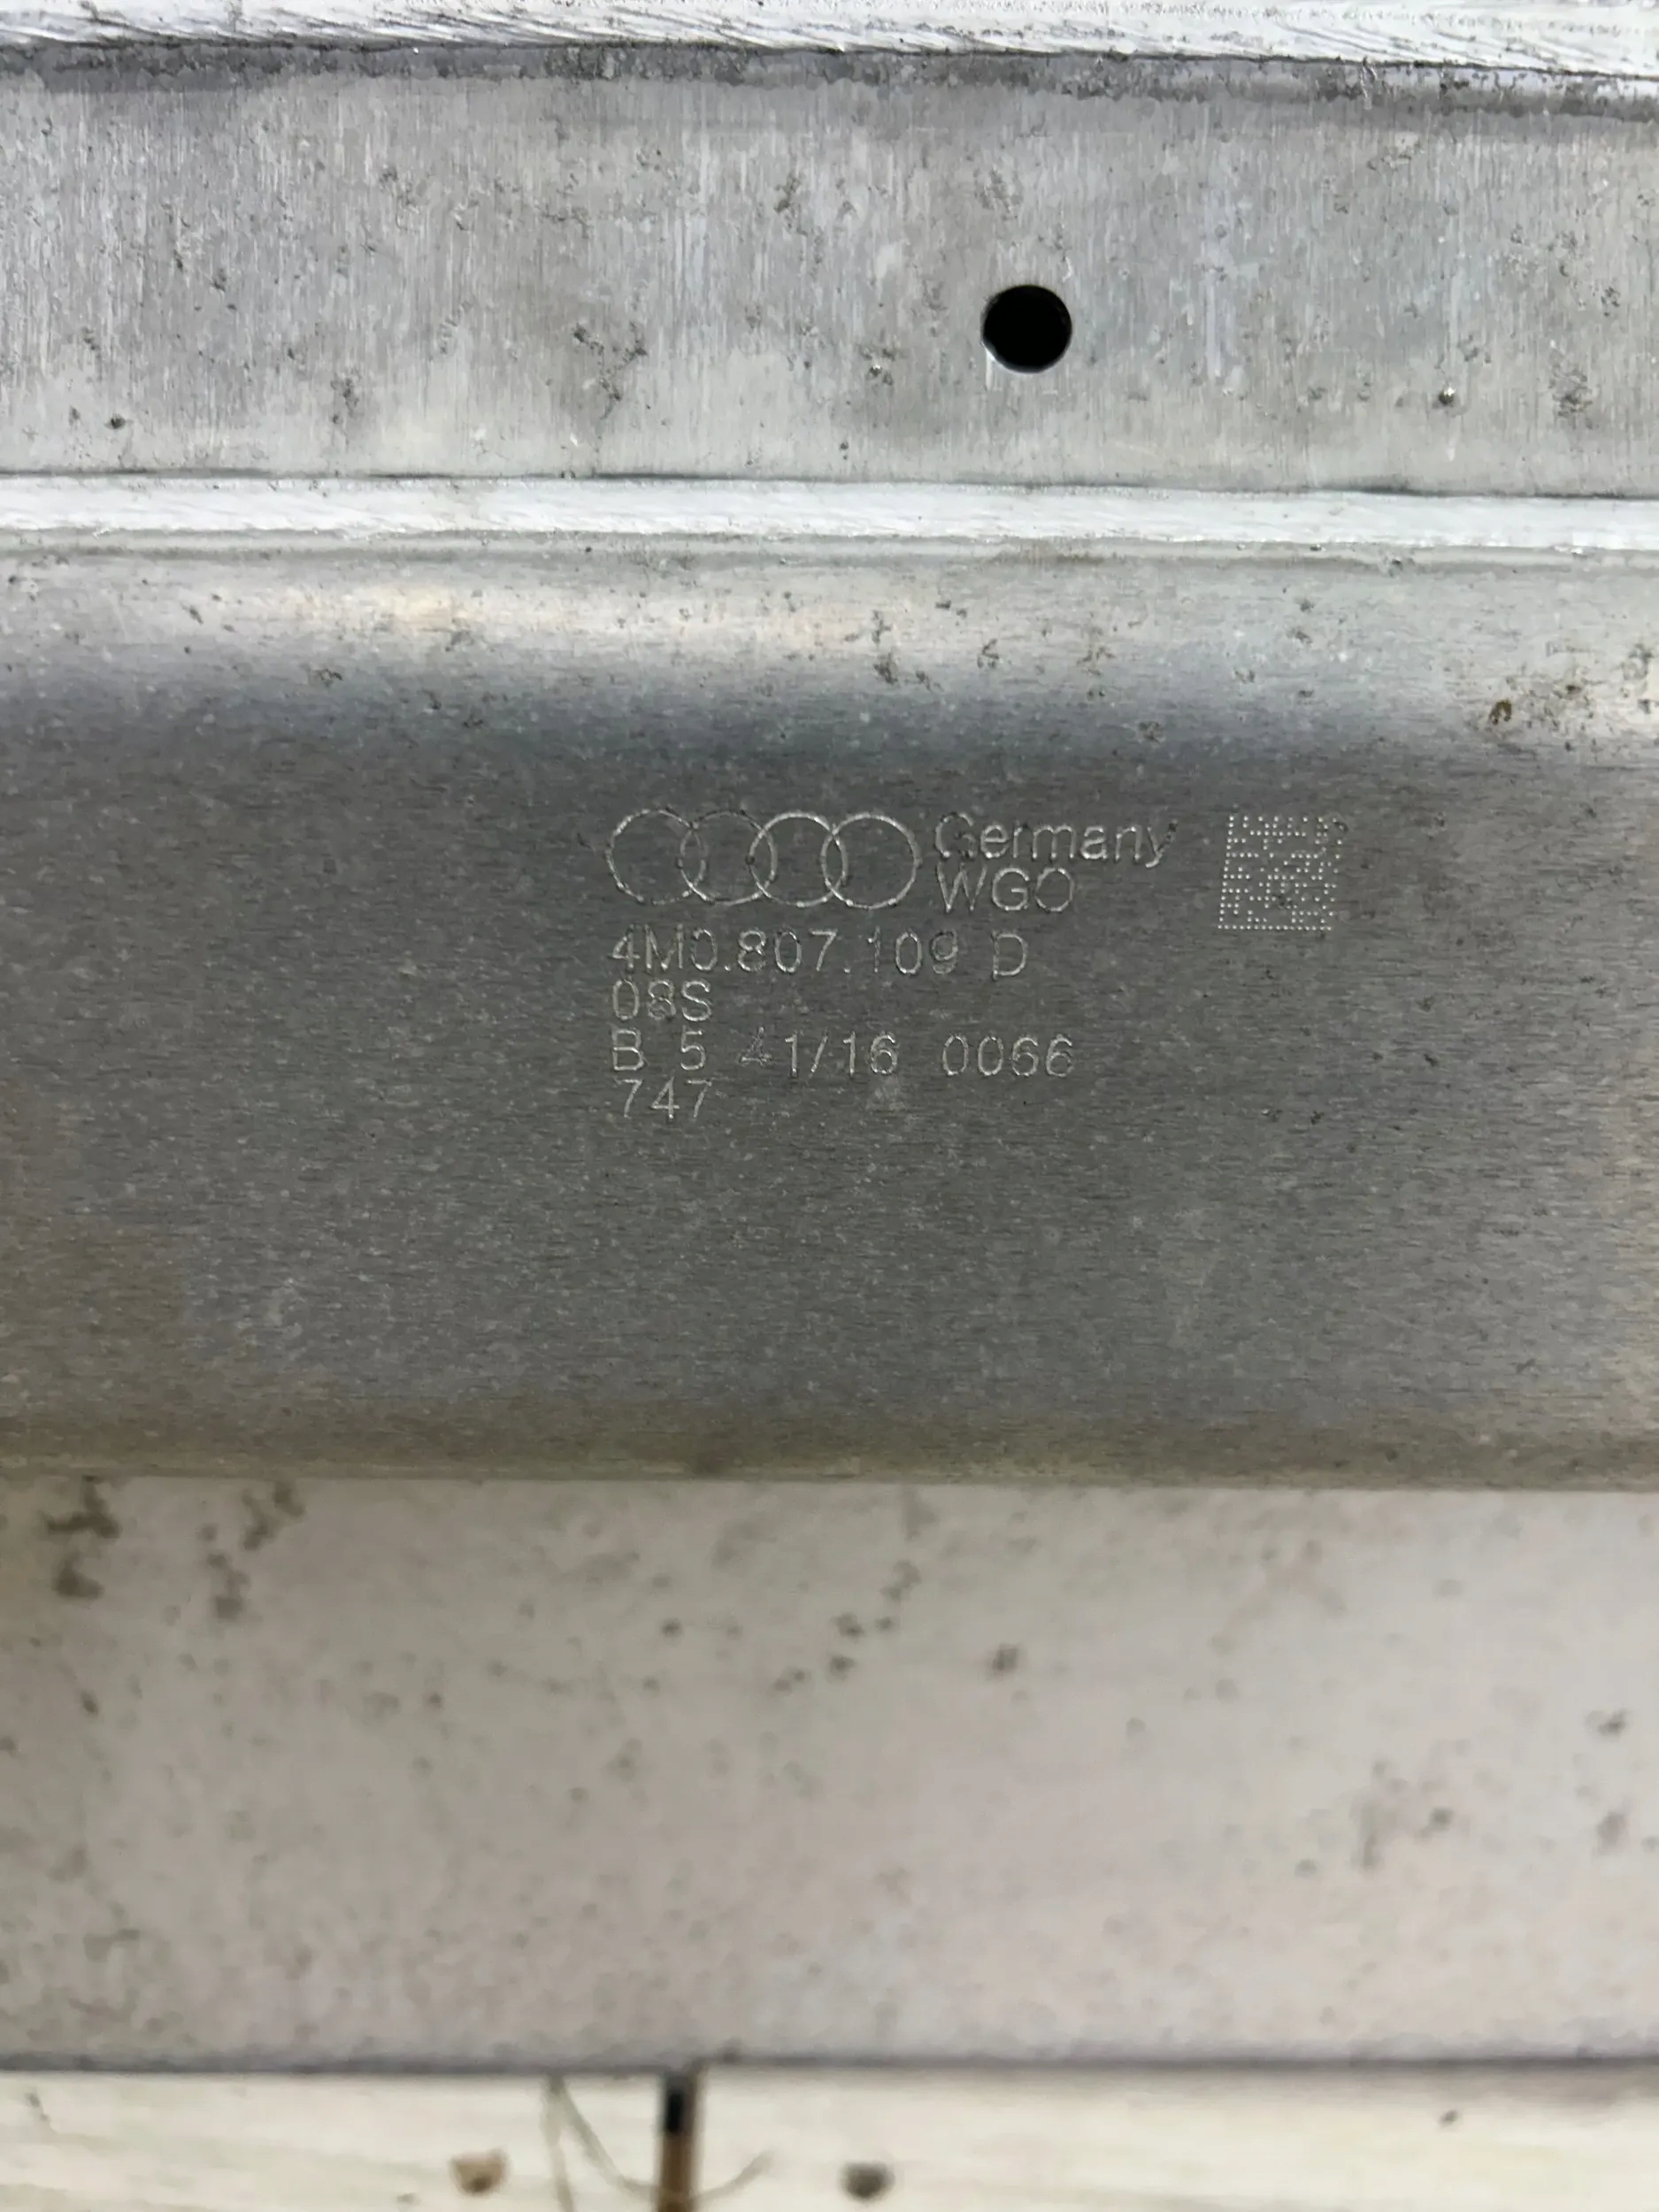 Germany
WGO
4M0.807.109 D
08S
B 5 41/16 0066
747